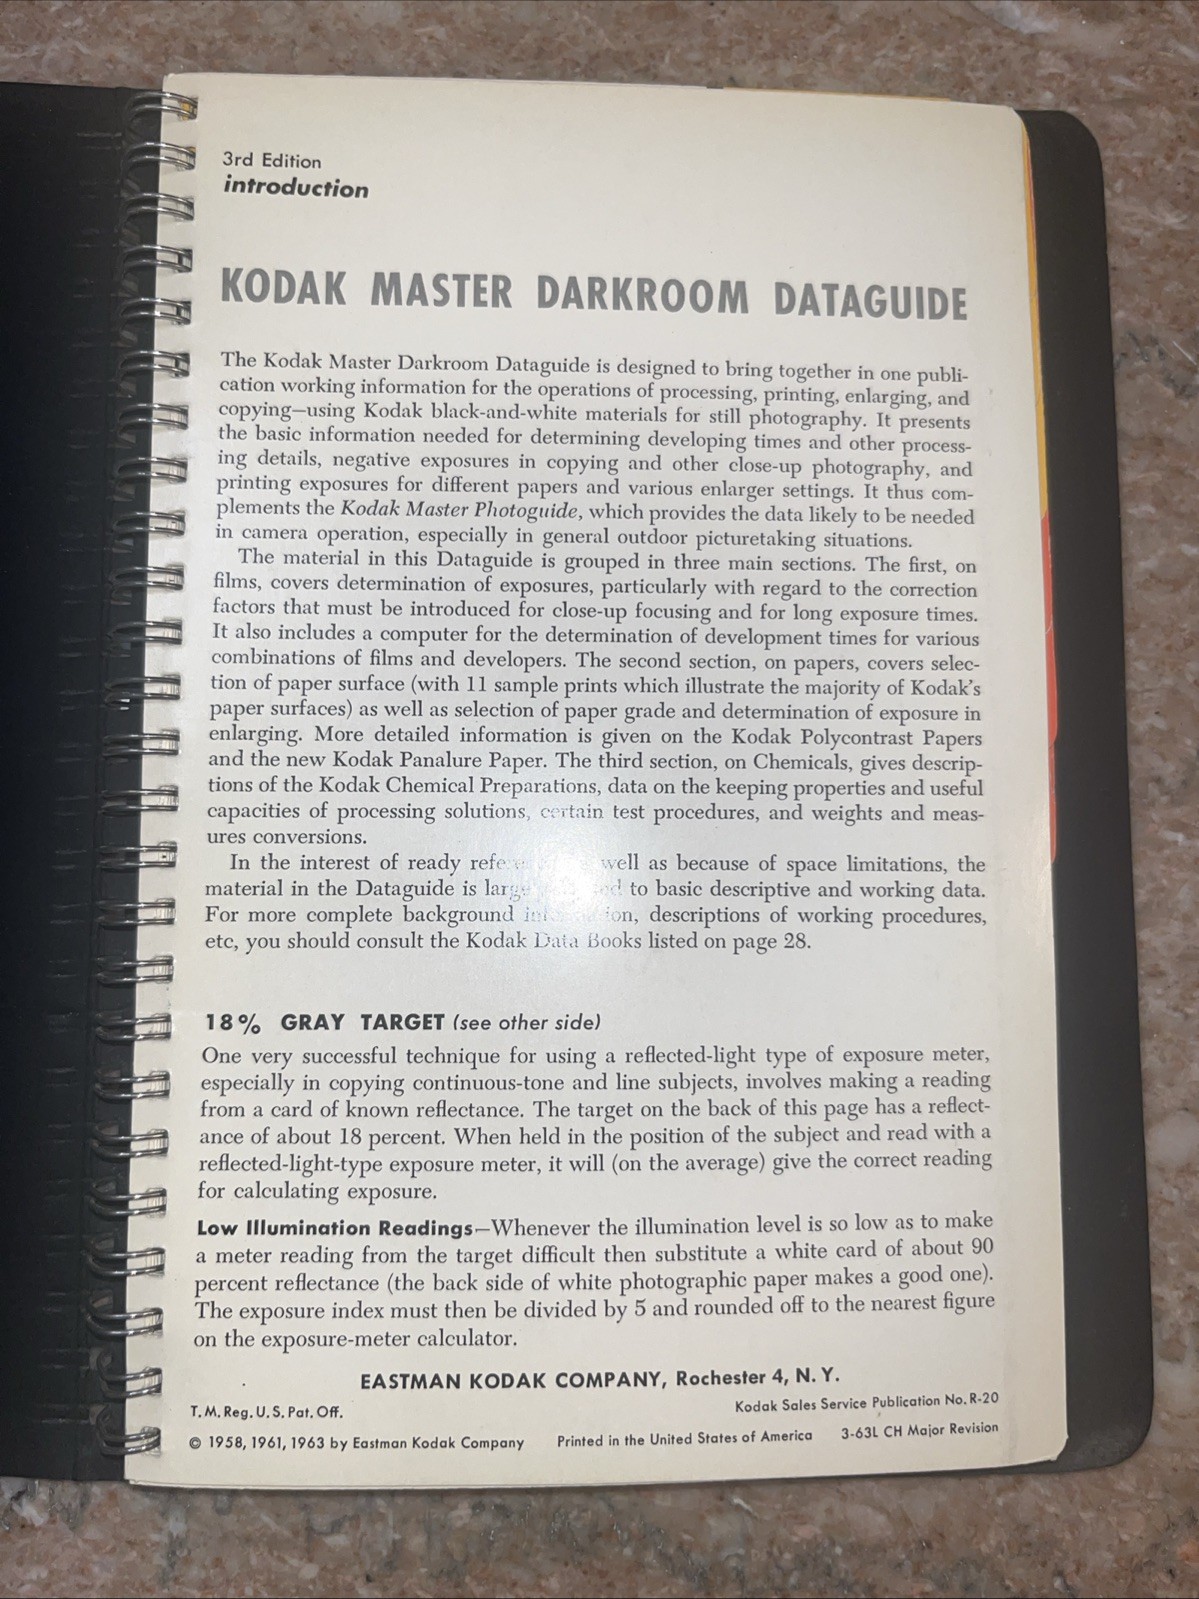 3rd Edition
introduction
KODAK MASTER DARKROOM DATAGUIDE
The Kodak Master Darkroom Dataguide is designed to bring together in one publi-
cation working information for the operations of processing, printing, enlarging, and
copying—using Kodak black-and-white materials for still photography. It presents
the basic information needed for determining developing times and other process-
ing details, negative exposures in copying and other close-up photography, and
printing exposures for different papers and various enlarger settings. It thus com-
plements the Kodak Master Photoguide, which provides the data likely to be needed
in camera operation, especially in general outdoor picturetaking situations.
The material in this Dataguide is grouped in three main sections. The first, on
films, covers determination of exposures, particularly with regard to the correction
factors that must be introduced for close-up focusing and for long exposure times.
It also includes a computer for the determination of development times for various
combinations of films and developers. The second section, on papers, covers selec-
tion of paper surface (with 11 sample prints which illustrate the majority of Kodak's
paper surfaces) as well as selection of paper grade and determination of exposure in
enlarging. More detailed information is given on the Kodak Polycontrast Papers
and the new Kodak Panalure Paper. The third section, on Chemicals, gives descrip-
tions of the Kodak Chemical Preparations, data on the keeping properties and useful
capacities of processing solutions, certain test procedures, and weights and meas-
ures conversions.
In the interest of ready well as because of space limitations, the
material in the Dataguide is to basic descriptive and working data.
For more complete background information, descriptions of working procedures,
etc, you should consult the Kodak Data Books listed on page 28.
18% GRAY TARGET (see other side)
One very successful technique for using a reflected-light type of exposure meter,
especially in copying continuous-tone and line subjects, involves making a reading
from a card of known reflectance. The target on the back of this page has a reflect-
ance of about 18 percent. When held in the position of the subject and read with a
reflected-light-type exposure meter, it will (on the average) give the correct reading
for calculating exposure.
Low Illumination Readings—Whenever the illumination level is so low as to make
a meter reading from the target difficult then substitute a white card of about 90
percent reflectance (the back side of white photographic paper makes a good one).
The exposure index must then be divided by 5 and rounded off to the nearest figure
on the exposure-meter calculator.
EASTMAN KODAK COMPANY, Rochester 4, N. Y.
T. M. Reg. U. S. Pat. Off. Kodak Sales Service Publication No. R-20
© 1958, 1961, 1963 by Eastman Kodak Company Printed in the United States of America 3-63L CH Major Revision